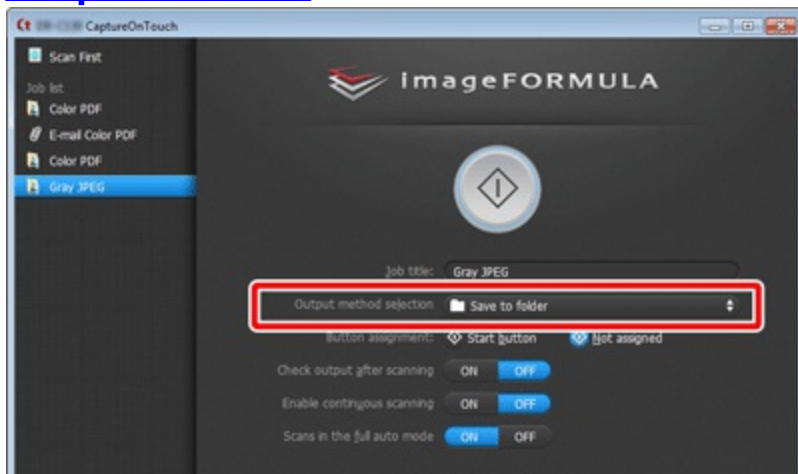 CaptureOnTouch
Scan First
Job list
Color PDF
E-mail Color PDF
Color PDF
Gray JPEG
imageFORMULA
Job title: Gray JPEG
Output method selection Save to folder
Button assignment: Start button Not assigned
Check output after scanning ON OFF
Enable continuous scanning ON OFF
Scans in the full auto mode ON OFF